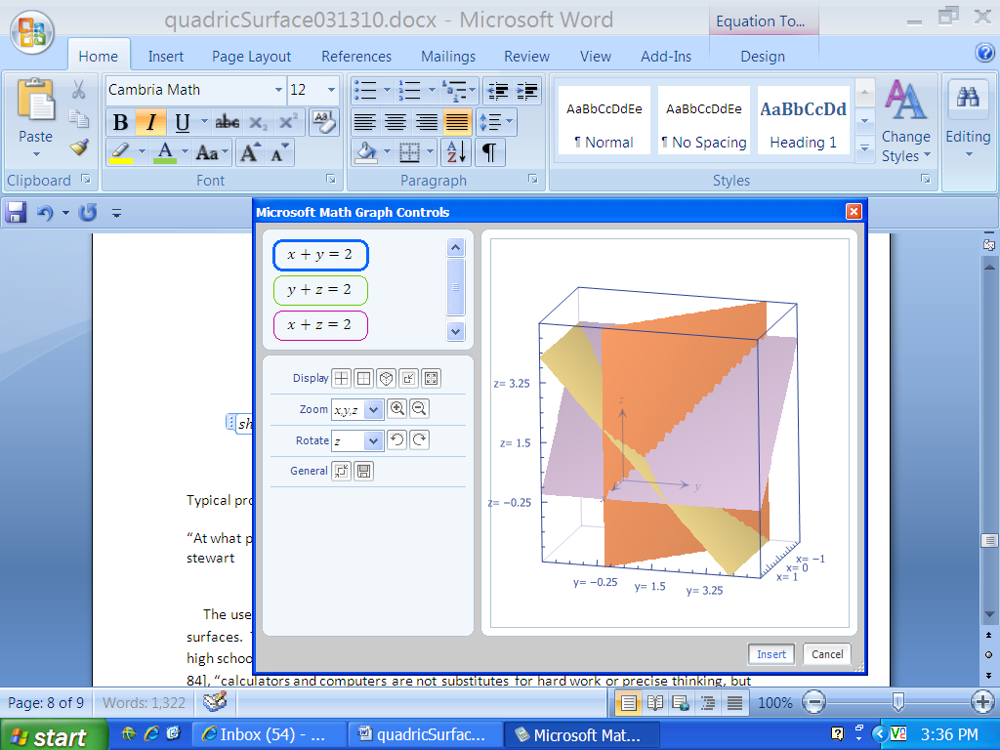 quadricSurface031310.docx - Microsoft Word
Equation To...
Home Insert Page Layout References Mailings Review View Add-Ins Design
Cambria Math 12
Paste
B I U abe x₂ x² Aa
A Aa A A
AaBbCcDdEe AaBbCcDdEe AaBbCcDd
¶ Normal ¶ No Spacing Heading 1
Change Styles
Editing
Clipboard Font Paragraph Styles
Microsoft Math Graph Controls
x + y = 2
y + z = 2
x + z = 2
Display
Zoom x,y,z
Rotate z
General
z= 3.25
z= 1.5
z= −0.25
z
y
y= −0.25 y= 1.5 y= 3.25
x= −1
x= 0
x= 1
Insert Cancel
sh
Typical pro
“At what p
stewart
The use
surfaces.
high schoo
84], “calculators and computers are not substitutes for hard work or precise thinking, but
Page: 8 of 9 Words: 1,322 100%
start Inbox (54) - ... quadricSurfac... Microsoft Mat... 3:36 PM